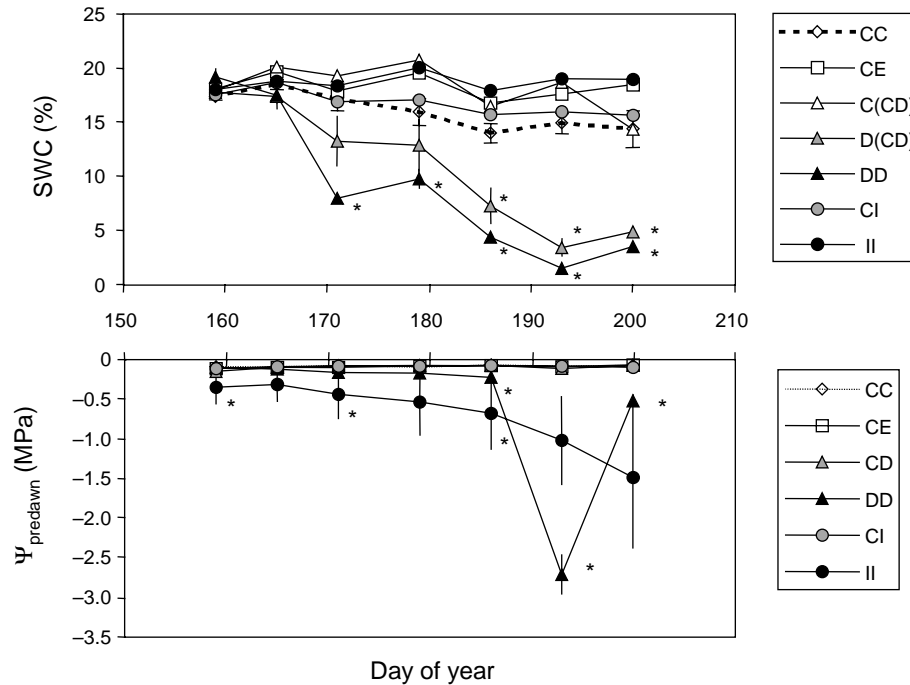 25
20
15
10
5
0
SWC (%)
* * * * * * * * *
150 160 170 180 190 200 210
CC
CE
C(CD)
D(CD)
DD
CI
II
0
–0.5
–1.0
–1.5
–2.0
–2.5
–3.0
–3.5
Ψpredawn (MPa)
* * * * * *
Day of year
CC
CE
CD
DD
CI
II